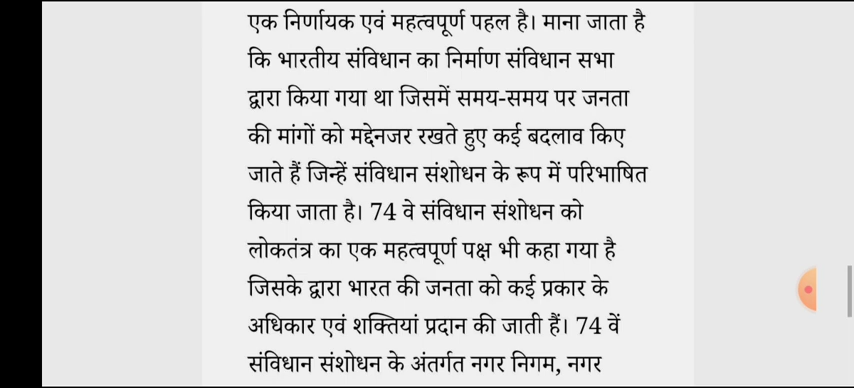 एक निर्णायक एवं महत्वपूर्ण पहल है। माना जाता है
कि भारतीय संविधान का निर्माण संविधान सभा
द्वारा किया गया था जिसमें समय-समय पर जनता
की मांगों को मद्देनजर रखते हुए कई बदलाव किए
जाते हैं जिन्हें संविधान संशोधन के रूप में परिभाषित
किया जाता है। 74 वे संविधान संशोधन को
लोकतंत्र का एक महत्वपूर्ण पक्ष भी कहा गया है
जिसके द्वारा भारत की जनता को कई प्रकार के
अधिकार एवं शक्तियां प्रदान की जाती हैं। 74 वें
संविधान संशोधन के अंतर्गत नगर निगम, नगर